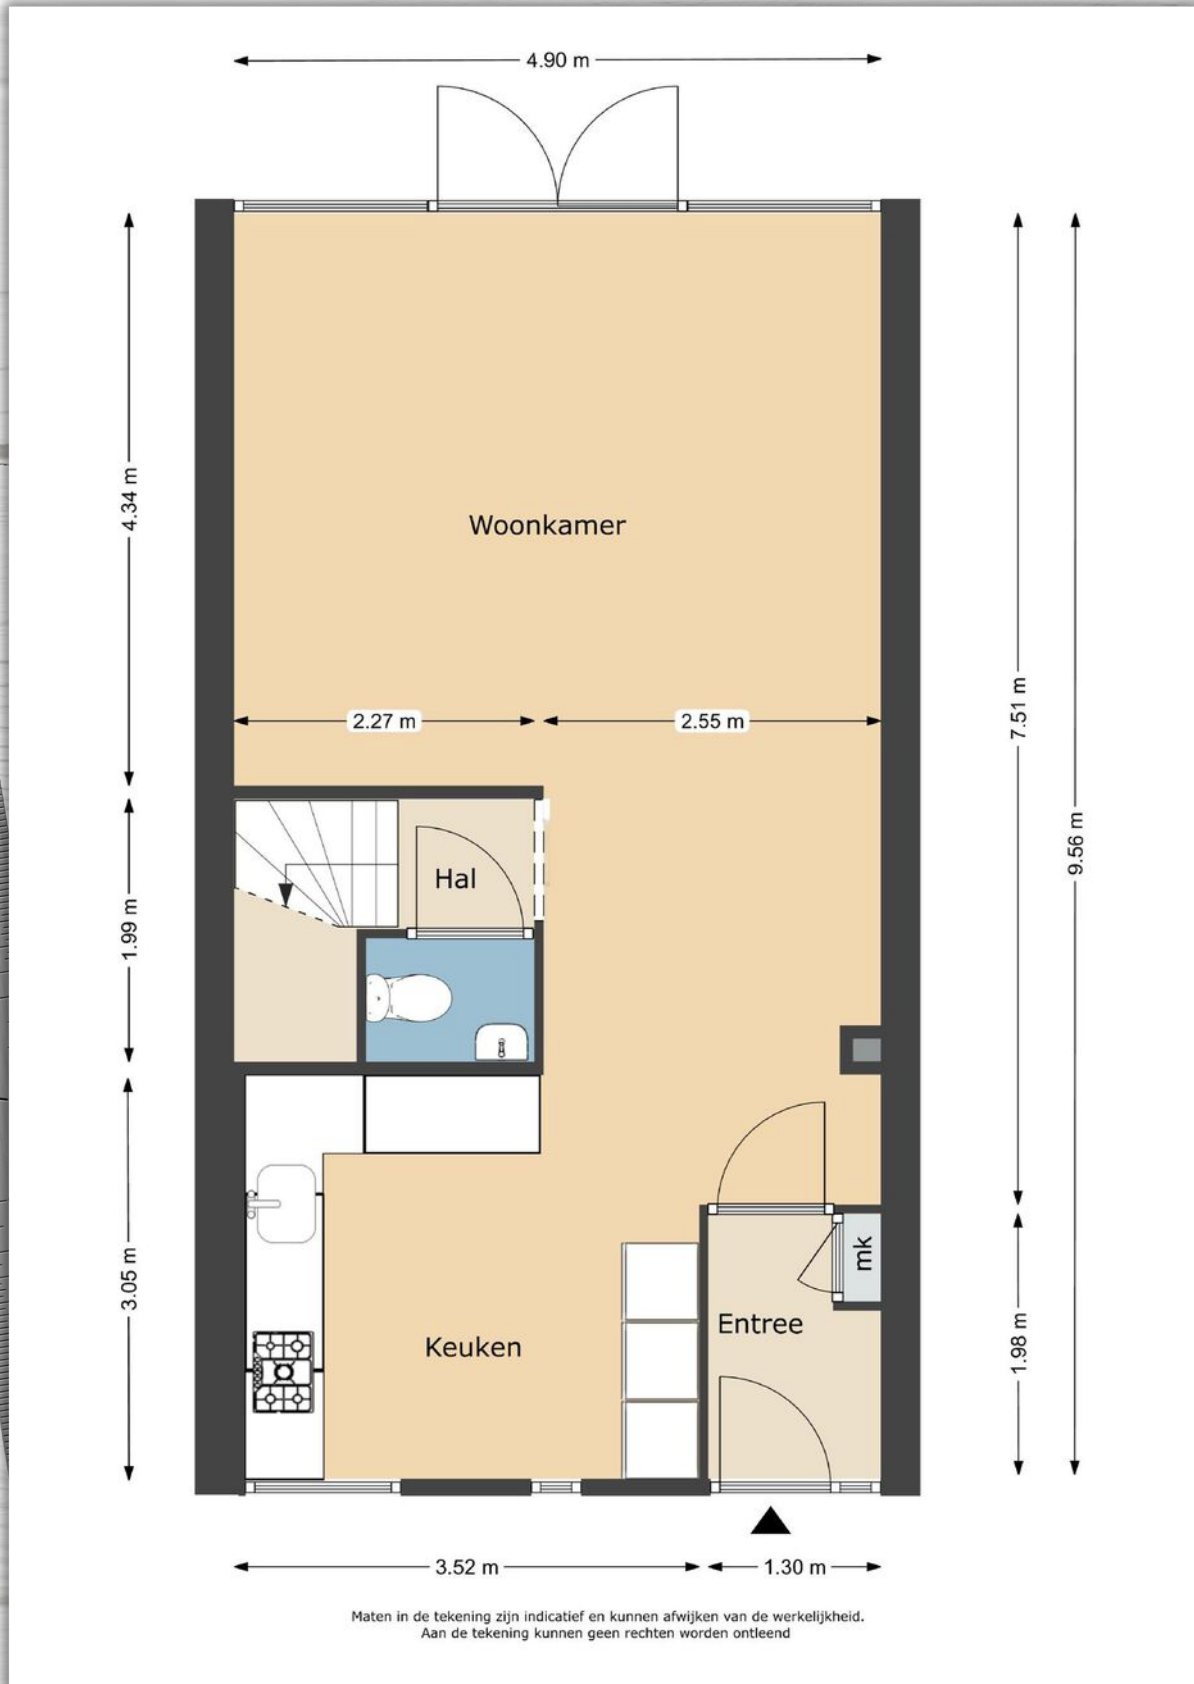 4.90 m
4.34 m
Woonkamer
2.27 m
2.55 m
7.51 m
9.56 m
Hal
1.99 m
3.05 m
mk
Entree
1.98 m
Keuken
3.52 m
1.30 m
Maten in de tekening zijn indicatief en kunnen afwijken van de werkelijkheid.
Aan de tekening kunnen geen rechten worden ontleend